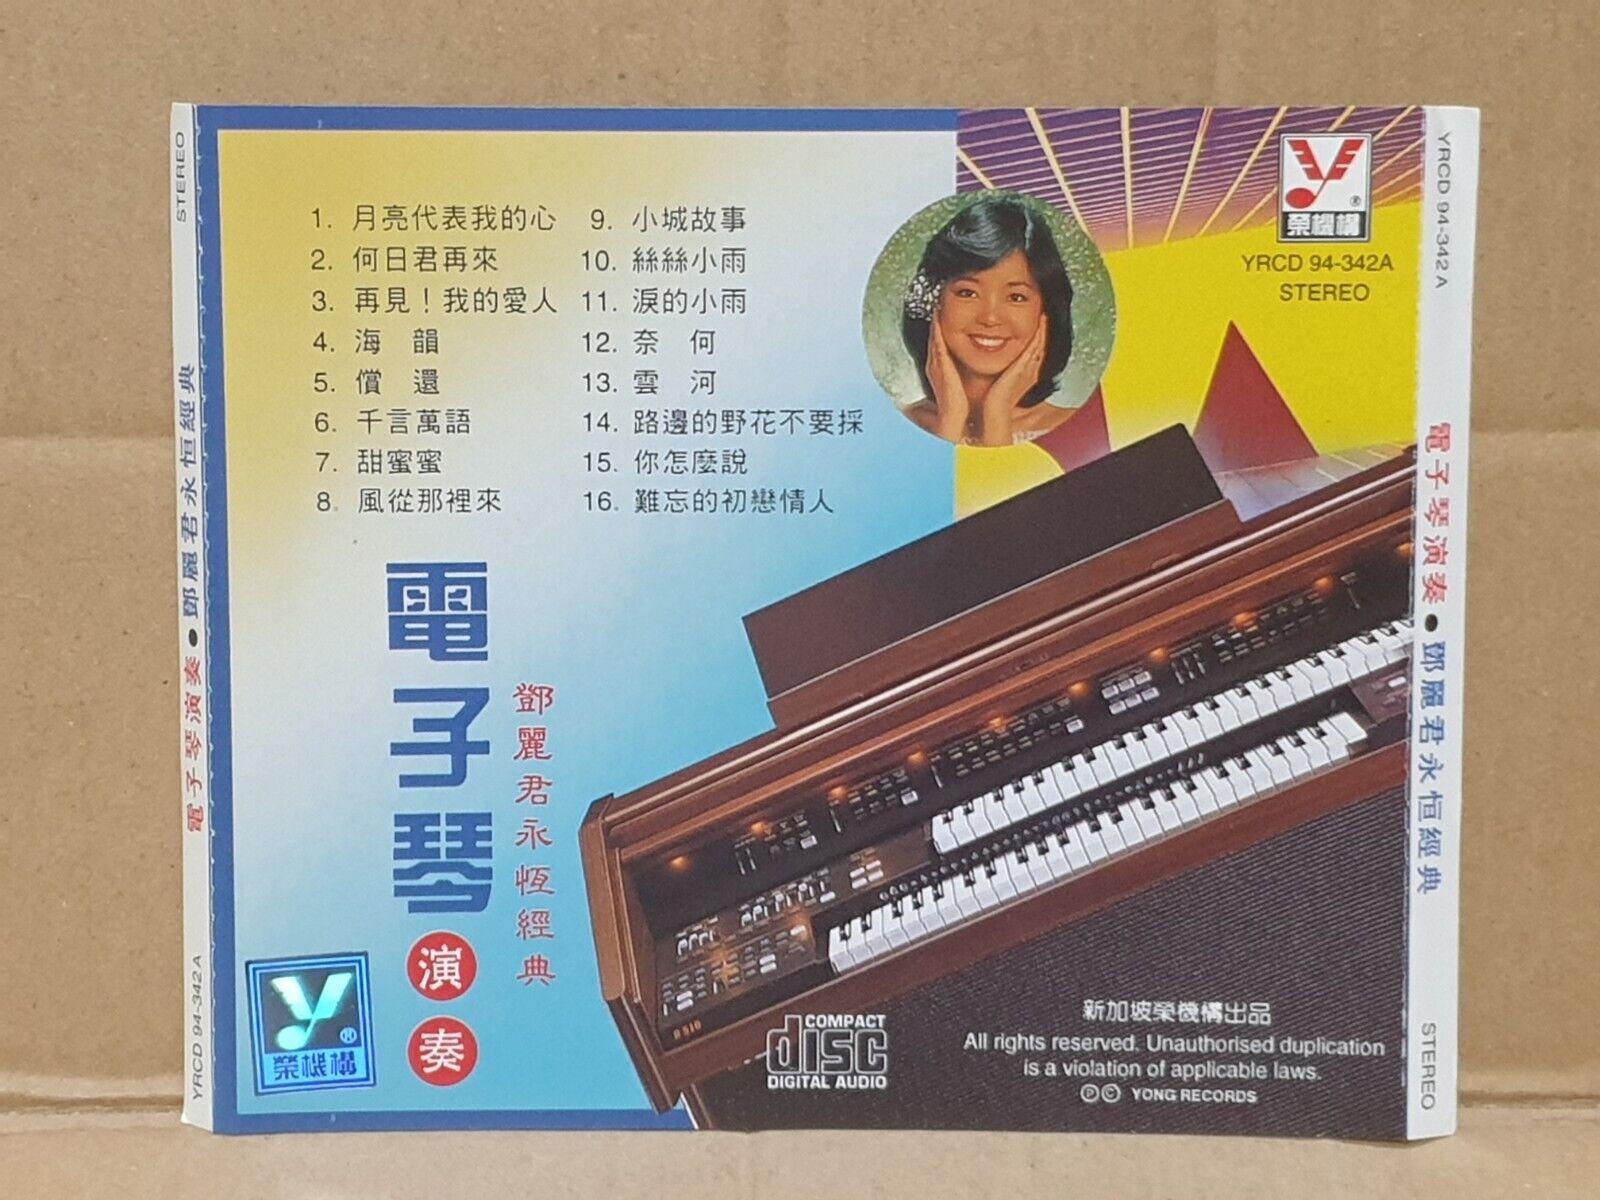 STEREO
鄧麗君永恒經典
電子琴演奏●
YRCD 94-342A
1. 月亮代表我的心
2. 何日君再來
3. 再見！我的愛人
4. 海 韻
5. 償 還
6. 千言萬語
7. 甜蜜蜜
8. 風從那裡來
9. 小城故事
10. 絲絲小雨
11. 淚的小雨
12. 奈 何
13. 雲 河
14. 路邊的野花不要採
15. 你怎麼說
16. 難忘的初戀情人
電子琴
演奏
鄧麗君永恆經典
榮機構
®
YRCD 94-342A
STEREO
®
榮機構
COMPACT
disc
DIGITAL AUDIO
新加坡榮機構出品
All rights reserved. Unauthorised duplication
is a violation of applicable laws.
ⓅⒸ YONG RECORDS
YRCD 94-342A
電子琴演奏●鄧麗君永恒經典
STEREO